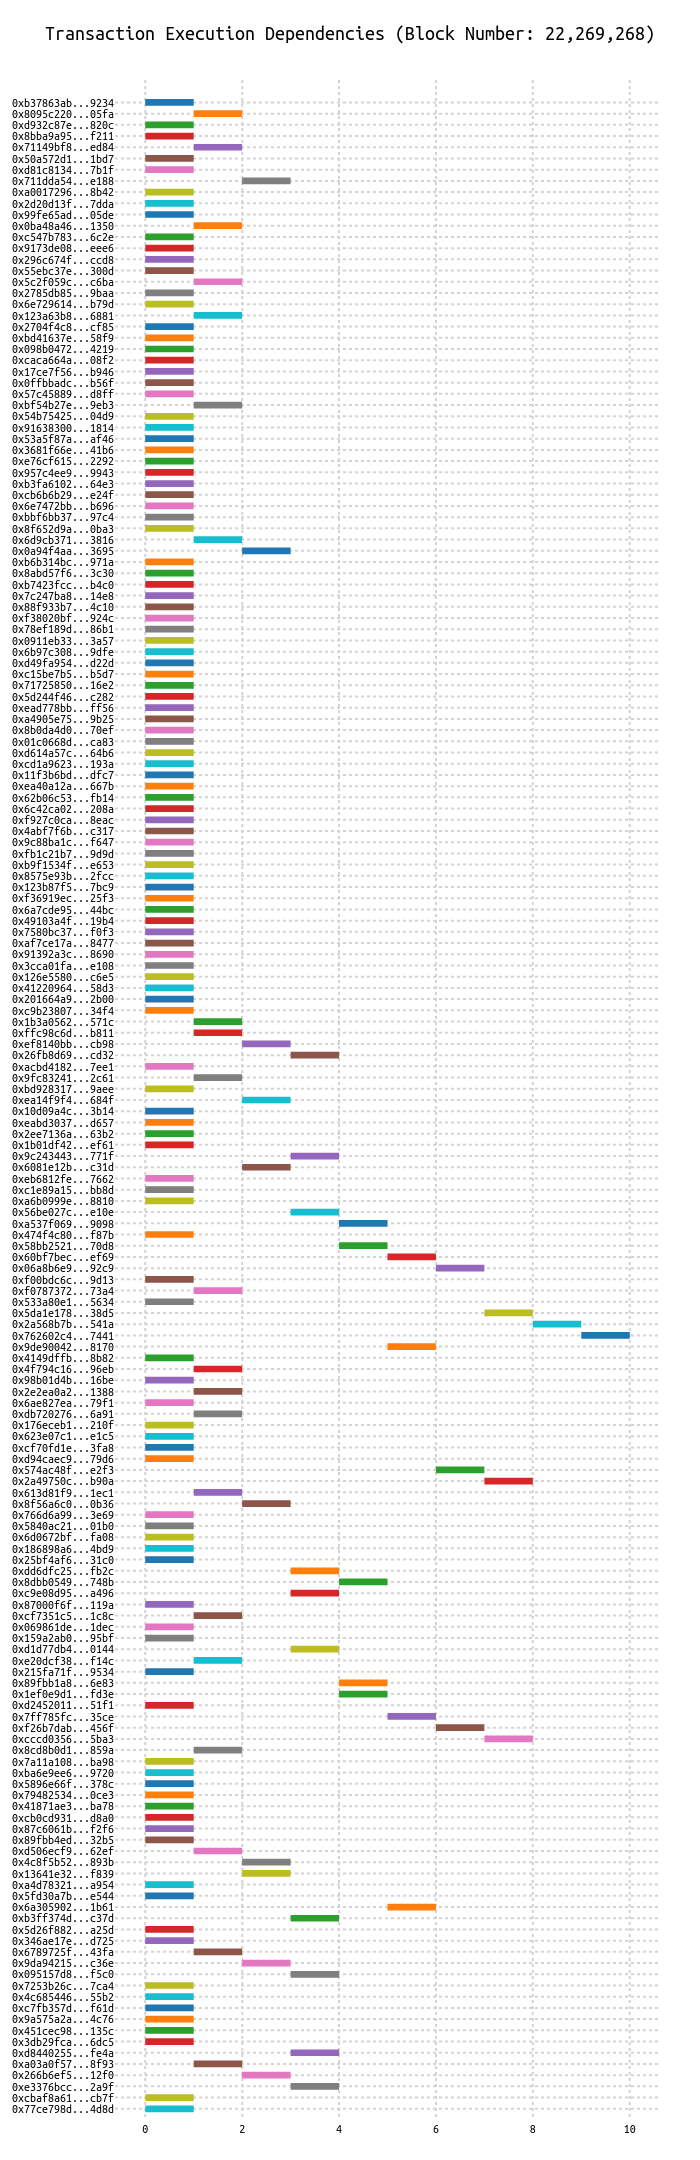 Transaction Execution Dependencies (Block Number: 22,269,268)
0xb37863ab...9234
0x8095c220...05fa
0xd932c87e...820c
0x8bba9a95...f211
0x71149bf8...ed84
0x50a572d1...1bd7
0xd81c8134...7b1f
0x711dda54...e188
0xa0017296...8b42
0x2d20d13f...7dda
0x99fe65ad...05de
0x0ba48a46...1350
0xc547b783...6c2e
0x9173de08...eee6
0x296c674f...ccd8
0x55ebc37e...300d
0x5c2f059c...c6ba
0x2785db85...9baa
0x6e729614...b79d
0x123a63b8...6881
0x2704f4c8...cf85
0xbd41637e...58f9
0x098b0472...4219
0xcaca664a...08f2
0x17ce7f56...b946
0x0ffbbadc...b56f
0x57c45889...d8ff
0xbf54b27e...9eb3
0x54b75425...04d9
0x91638300...1814
0x53a5f87a...af46
0x3681f66e...41b6
0xe76cf615...2292
0x957c4ee9...9943
0xb3fa6102...64e3
0xcb6b6b29...e24f
0x6e7472bb...b696
0xbbf6bb37...97c4
0x8f652d9a...0ba3
0x6d9cb371...3816
0x0a94f4aa...3695
0xb6b314bc...971a
0x8abd57f6...3c30
0xb7423fcc...b4c0
0x7c247ba8...14e8
0x88f933b7...4c10
0xf38020bf...924c
0x78ef189d...86b1
0x0911eb33...3a57
0x6b97c308...9dfe
0xd49fa954...d22d
0xc15be7b5...b5d7
0x71725850...16e2
0x5d244f46...c282
0xead778bb...ff56
0xa4905e75...9b25
0x8b0da4d0...70ef
0x01c0668d...ca83
0xd614a57c...64b6
0xcd1a9623...193a
0x11f3b6bd...dfc7
0xea40a12a...667b
0x62b06c53...fb14
0x6c42ca02...208a
0xf927c0ca...8eac
0x4abf7f6b...c317
0x9c88ba1c...f647
0xfb1c21b7...9d9d
0xb9f1534f...e653
0x8575e93b...2fcc
0x123b87f5...7bc9
0xf36919ec...25f3
0x6a7cde95...44bc
0x49103a4f...19b4
0x7580bc37...f0f3
0xaf7ce17a...8477
0x91392a3c...8690
0x3cca01fa...e108
0x126e5580...c6e5
0x41220964...58d3
0x201664a9...2b00
0xc9b23807...34f4
0x1b3a0562...571c
0xffc98c6d...b811
0xef8140bb...cb98
0x26fb8d69...cd32
0xacbd4182...7ee1
0x9fc83241...2c61
0xbd928317...9aee
0xea14f9f4...684f
0x10d09a4c...3b14
0xeabd3037...d657
0x2ee7136a...63b2
0x1b01df42...ef61
0x9c243443...771f
0x6081e12b...c31d
0xeb6812fe...7662
0xc1e89a15...bb8d
0xa6b0999e...8810
0x56be027c...e10e
0xa537f069...9098
0x474f4c80...f87b
0x58bb2521...70d8
0x60bf7bec...ef69
0x06a8b6e9...92c9
0xf00bdc6c...9d13
0xf0787372...73a4
0x533a80e1...5634
0x5da1e178...38d5
0x2a568b7b...541a
0x762602c4...7441
0x9de90042...8170
0x4149dffb...8b82
0x4f794c16...96eb
0x98b01d4b...16be
0x2e2ea0a2...1388
0x6ae827ea...79f1
0xdb720276...6a91
0x176eceb1...210f
0x623e07c1...e1c5
0xcf70fd1e...3fa8
0xd94caec9...79d6
0x574ac48f...e2f3
0x2a49750c...b90a
0x613d81f9...1ec1
0x8f56a6c0...0b36
0x766d6a99...3e69
0x5840ac21...01b0
0x6d0672bf...fa08
0x186898a6...4bd9
0x25bf4af6...31c0
0xdd6dfc25...fb2c
0x8dbb0549...748b
0xc9e08d95...a496
0x87000f6f...119a
0xcf7351c5...1c8c
0x069861de...1dec
0x159a2ab0...95bf
0xd1d77db4...0144
0xe20dcf38...f14c
0x215fa71f...9534
0x89fbb1a8...6e83
0x1ef0e9d1...fd3e
0xd2452011...51f1
0x7ff785fc...35ce
0xf26b7dab...456f
0xcccd0356...5ba3
0x8cd8b0d1...859a
0x7a11a108...ba98
0xba6e9ee6...9720
0x5896e66f...378c
0x79482534...0ce3
0x41871ae3...ba78
0xcb0cd931...d8a0
0x87c6061b...f2f6
0x89fbb4ed...32b5
0xd506ecf9...62ef
0x4c8f5b52...893b
0x13641e32...f839
0xa4d78321...a954
0x5fd30a7b...e544
0x6a305902...1b61
0xb3ff374d...c37d
0x5d26f882...a25d
0x346ae17e...d725
0x6789725f...43fa
0x9da94215...c36e
0x095157d8...f5c0
0x7253b26c...7ca4
0x4c685446...55b2
0xc7fb357d...f61d
0x9a575a2a...4c76
0x451cec98...135c
0x3db29fca...6dc5
0xd8440255...fe4a
0xa03a0f57...8f93
0x266b6ef5...12f0
0xe3376bcc...2a9f
0xcbaf8a61...cb7f
0x77ce798d...4d8d
0 2 4 6 8 10